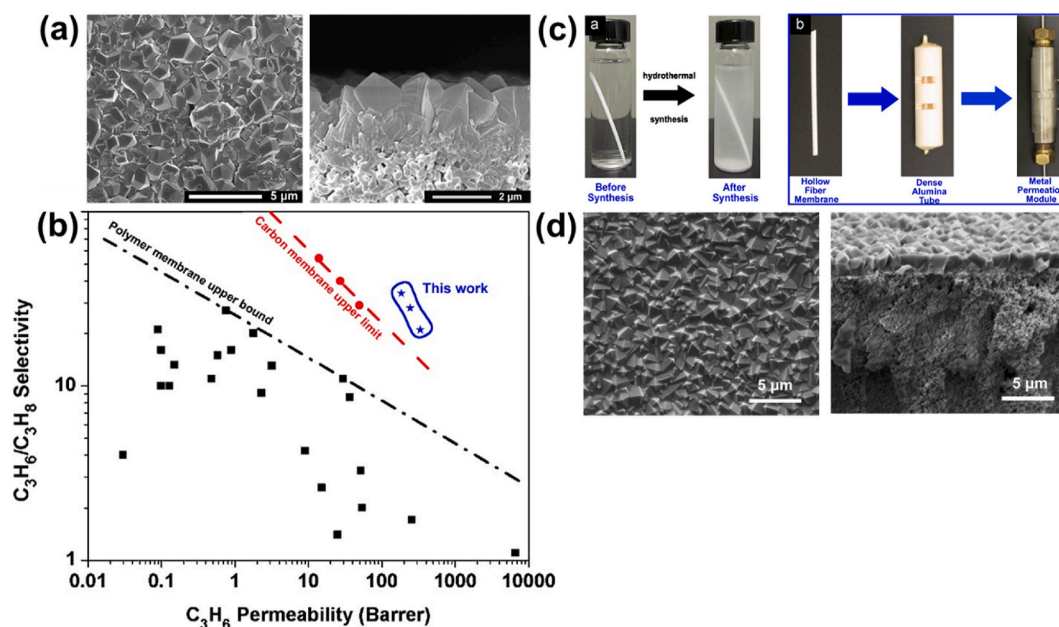 (a)
5 μm
2 μm
(c)
a
hydrothermal
synthesis
Before
Synthesis
After
Synthesis
b
Hollow
Fiber
Membrane
Dense
Alumina
Tube
Metal
Permeation
Module
(b)
Polymer membrane upper bound
Carbon membrane upper limit
This work
C3H6/C3H8 Selectivity
10
1
0.01
0.1
1
10
100
1000
10000
C3H6 Permeability (Barrer)
(d)
5 μm
5 μm